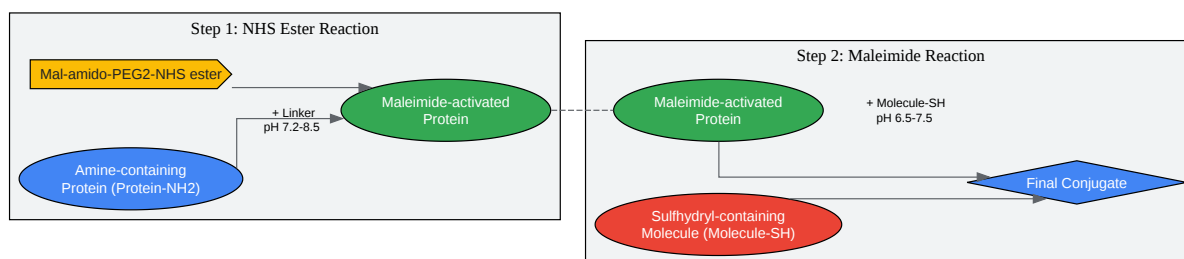 Step 1: NHS Ester Reaction
Mal-amido-PEG2-NHS ester
+ Linker
pH 7.2-8.5
Maleimide-activated
Protein
Amine-containing
Protein (Protein-NH2)
Step 2: Maleimide Reaction
Maleimide-activated
Protein
+ Molecule-SH
pH 6.5-7.5
Final Conjugate
Sulfhydryl-containing
Molecule (Molecule-SH)